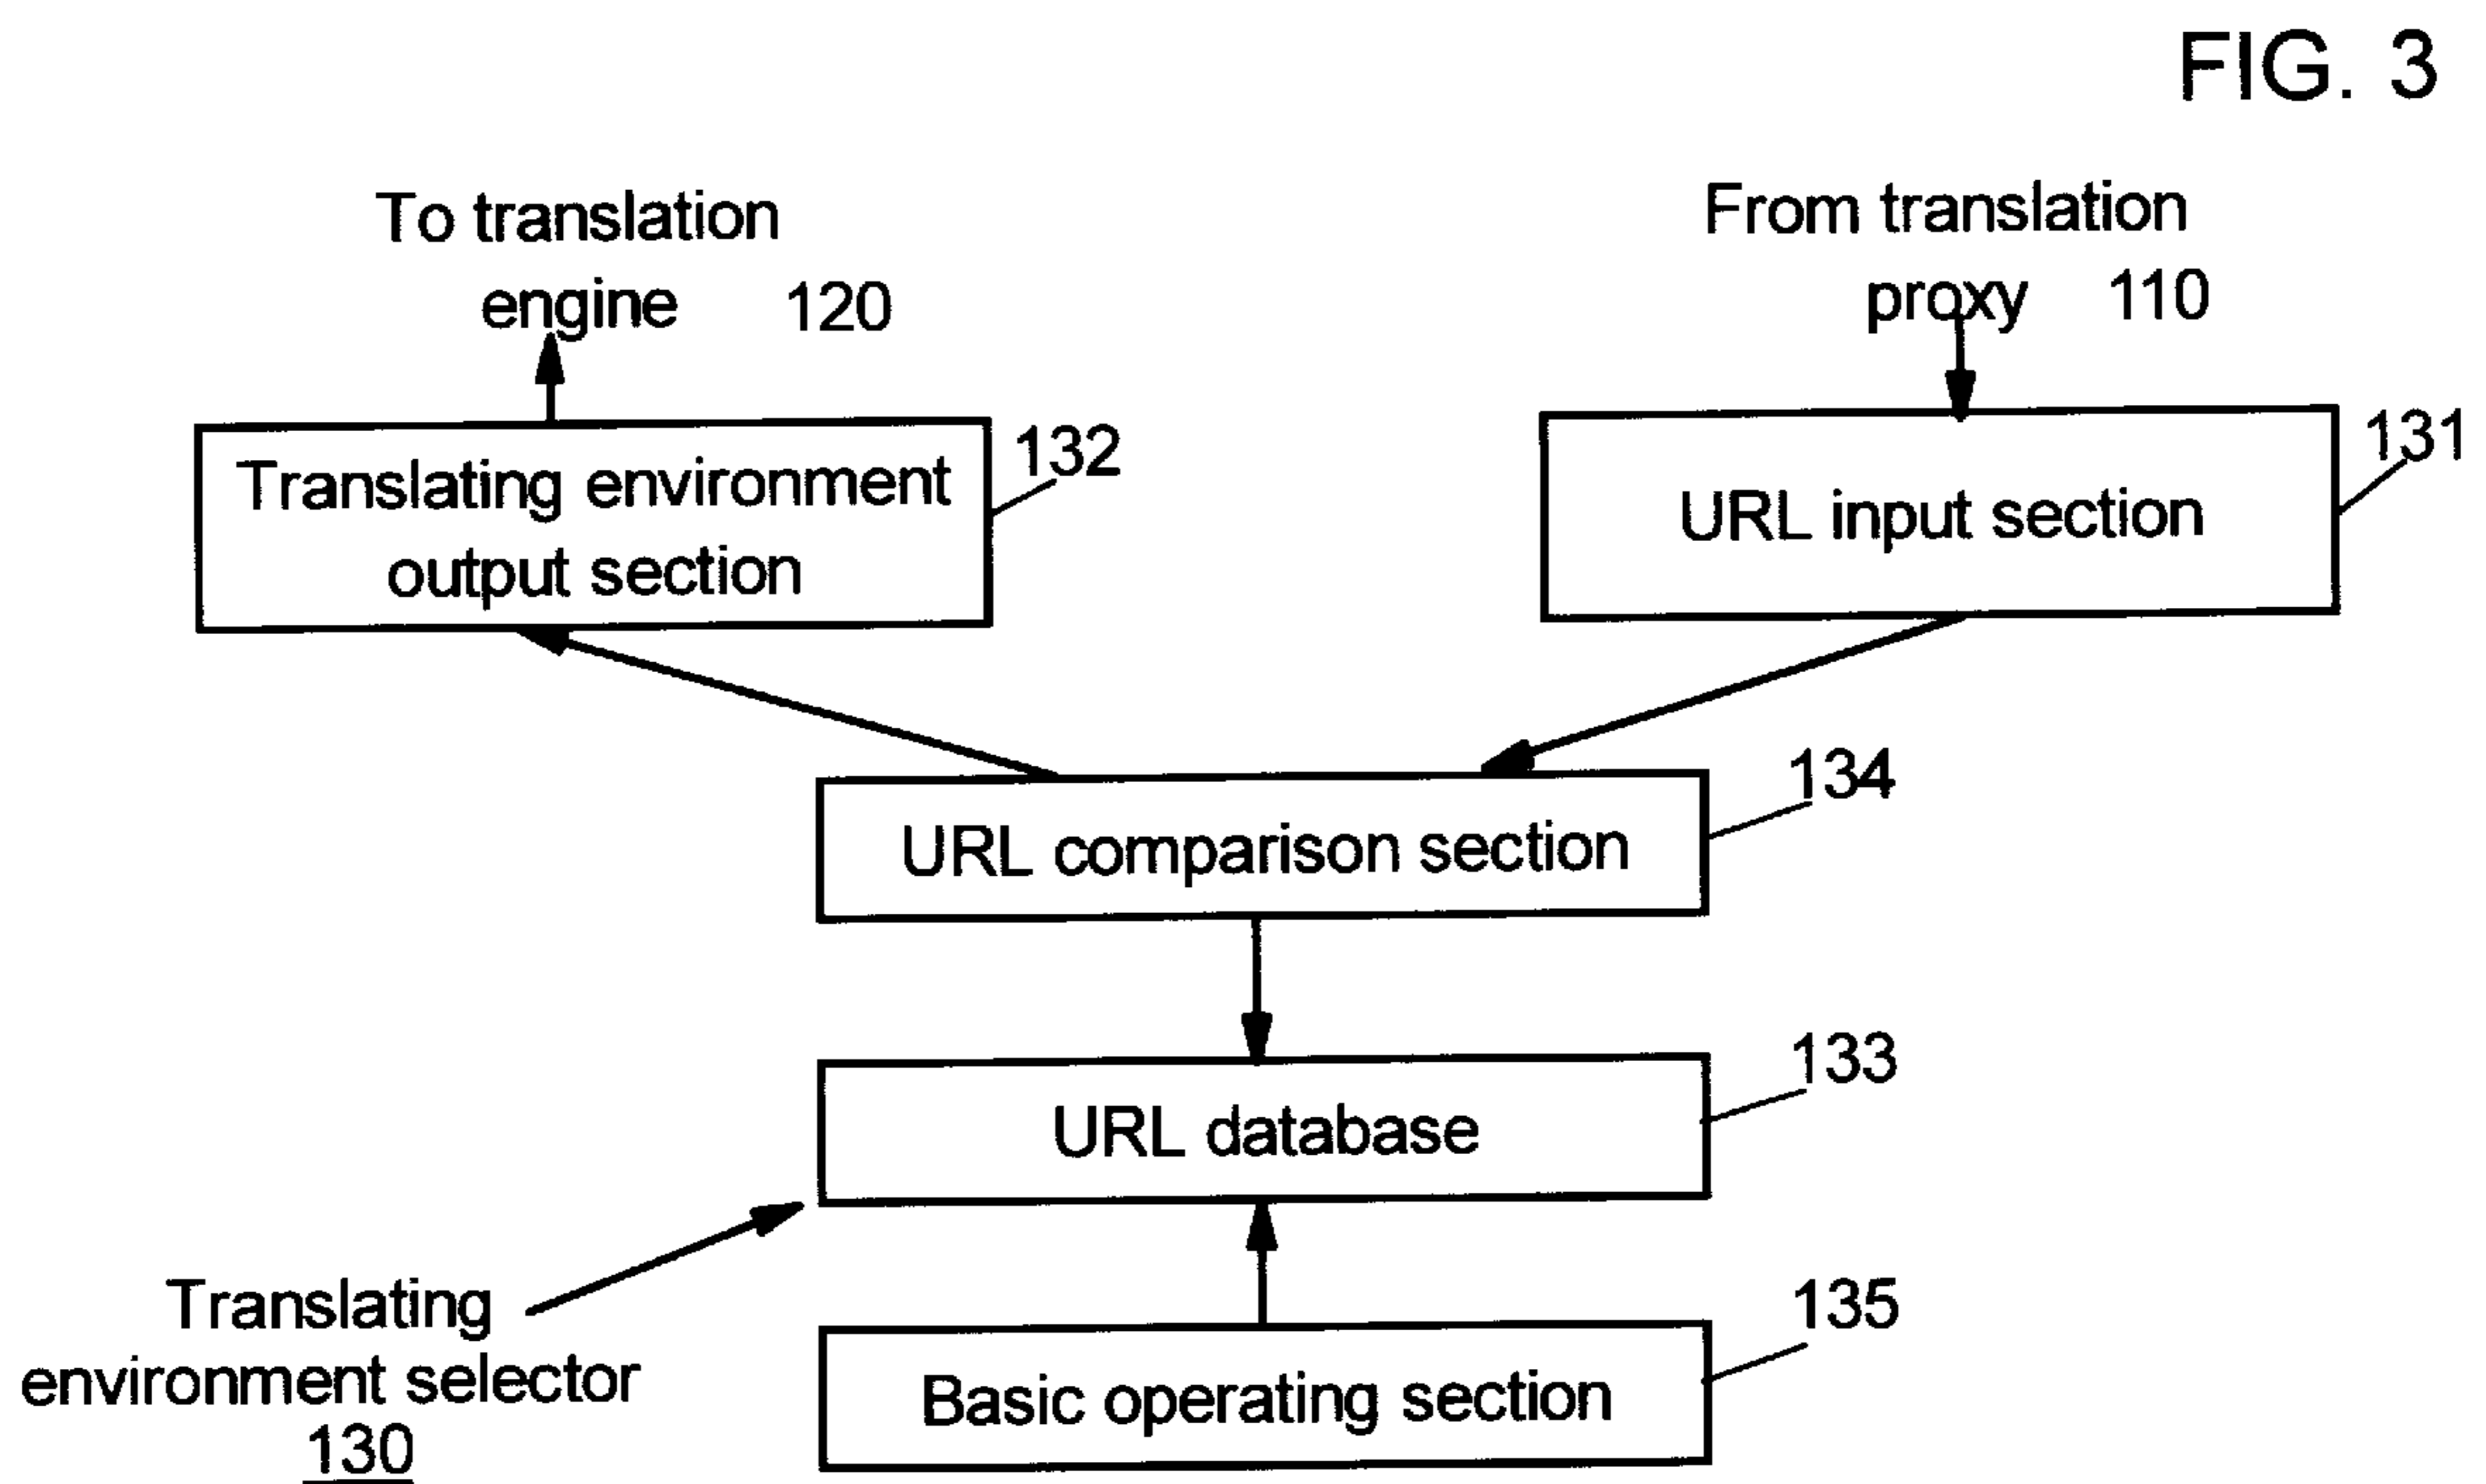 FIG. 3
To translation
engine 120
From translation
proxy 110
Translating environment
output section
132
URL input section
131
URL comparison section
134
URL database
133
Translating
environment selector
130
Basic operating section
135